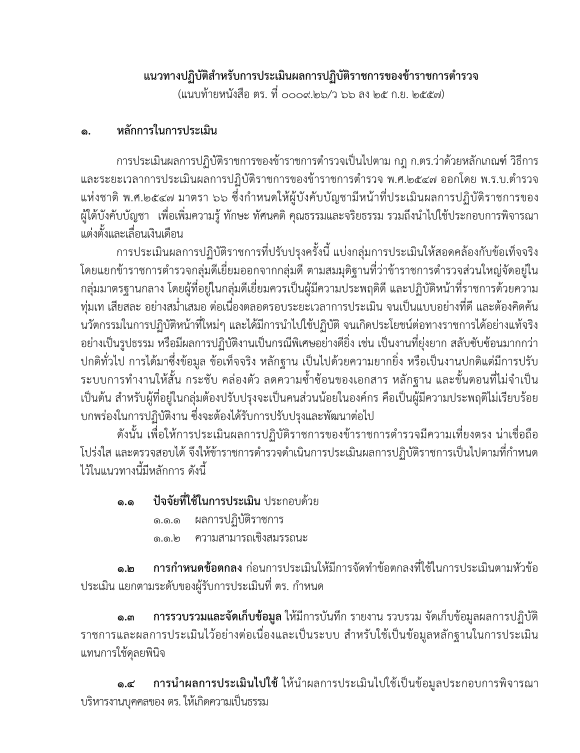 แนวทางปฏิบัติสำหรับการประเมินผลการปฏิบัติราชการของข้าราชการตำรวจ
(แนบท้ายหนังสือ ตร. ที่ ๐๐๐๙.๒๖/ว ๖๖ ลง ๒๕ ก.ย. ๒๕๕๗)
๑. หลักการในการประเมิน
การประเมินผลการปฏิบัติราชการของข้าราชการตำรวจเป็นไปตาม กฎ ก.ตร.ว่าด้วยหลักเกณฑ์ วิธีการ
และระยะเวลาการประเมินผลการปฏิบัติราชการของข้าราชการตำรวจ พ.ศ.๒๕๔๗ ออกโดย พ.ร.บ.ตำรวจ
แห่งชาติ พ.ศ.๒๕๔๗ มาตรา ๖๖ ซึ่งกำหนดให้ผู้บังคับบัญชามีหน้าที่ประเมินผลการปฏิบัติราชการของ
ผู้ใต้บังคับบัญชา เพื่อเพิ่มความรู้ ทักษะ ทัศนคติ คุณธรรมและจริยธรรม รวมถึงนำไปใช้ประกอบการพิจารณา
แต่งตั้งและเลื่อนเงินเดือน
การประเมินผลการปฏิบัติราชการที่ปรับปรุงครั้งนี้ แบ่งกลุ่มการประเมินให้สอดคล้องกับข้อเท็จจริง
โดยแยกข้าราชการตำรวจกลุ่มดีเยี่ยมออกจากกลุ่มดี ตามสมมุติฐานที่ว่าข้าราชการตำรวจส่วนใหญ่จัดอยู่ใน
กลุ่มมาตรฐานกลาง โดยผู้ที่อยู่ในกลุ่มดีเยี่ยมควรเป็นผู้มีความประพฤติดี และปฏิบัติหน้าที่ราชการด้วยความ
ทุ่มเท เสียสละ อย่างสม่ำเสมอ ต่อเนื่องตลอดรอบระยะเวลาการประเมิน จนเป็นแบบอย่างที่ดี และต้องคิดค้น
นวัตกรรมในการปฏิบัติหน้าที่ใหม่ๆ และได้มีการนำไปใช้ปฏิบัติ จนเกิดประโยชน์ต่อทางราชการได้อย่างแท้จริง
อย่างเป็นรูปธรรม หรือมีผลการปฏิบัติงานเป็นกรณีพิเศษอย่างดียิ่ง เช่น เป็นงานที่ยุ่งยาก สลับซับซ้อนมากกว่า
ปกติทั่วไป การได้มาซึ่งข้อมูล ข้อเท็จจริง หลักฐาน เป็นไปด้วยความยากยิ่ง หรือเป็นงานปกติแต่มีการปรับ
ระบบการทำงานให้สั้น กระชับ คล่องตัว ลดความซ้ำซ้อนของเอกสาร หลักฐาน และขั้นตอนที่ไม่จำเป็น
เป็นต้น สำหรับผู้ที่อยู่ในกลุ่มต้องปรับปรุงจะเป็นคนส่วนน้อยในองค์กร คือเป็นผู้มีความประพฤติไม่เรียบร้อย
บกพร่องในการปฏิบัติงาน ซึ่งจะต้องได้รับการปรับปรุงและพัฒนาต่อไป
ดังนั้น เพื่อให้การประเมินผลการปฏิบัติราชการของข้าราชการตำรวจมีความเที่ยงตรง น่าเชื่อถือ
โปร่งใส และตรวจสอบได้ จึงให้ข้าราชการตำรวจดำเนินการประเมินผลการปฏิบัติราชการเป็นไปตามที่กำหนด
ไว้ในแนวทางนี้มีหลักการ ดังนี้
๑.๑ ปัจจัยที่ใช้ในการประเมิน ประกอบด้วย
๑.๑.๑ ผลการปฏิบัติราชการ
๑.๑.๒ ความสามารถเชิงสมรรถนะ
๑.๒ การกำหนดข้อตกลง ก่อนการประเมินให้มีการจัดทำข้อตกลงที่ใช้ในการประเมินตามหัวข้อ
ประเมิน แยกตามระดับของผู้รับการประเมินที่ ตร. กำหนด
๑.๓ การรวบรวมและจัดเก็บข้อมูล ให้มีการบันทึก รายงาน รวบรวม จัดเก็บข้อมูลผลการปฏิบัติ
ราชการและผลการประเมินไว้อย่างต่อเนื่องและเป็นระบบ สำหรับใช้เป็นข้อมูลหลักฐานในการประเมิน
แทนการใช้ดุลยพินิจ
๑.๔ การนำผลการประเมินไปใช้ ให้นำผลการประเมินไปใช้เป็นข้อมูลประกอบการพิจารณา
บริหารงานบุคคลของ ตร. ให้เกิดความเป็นธรรม